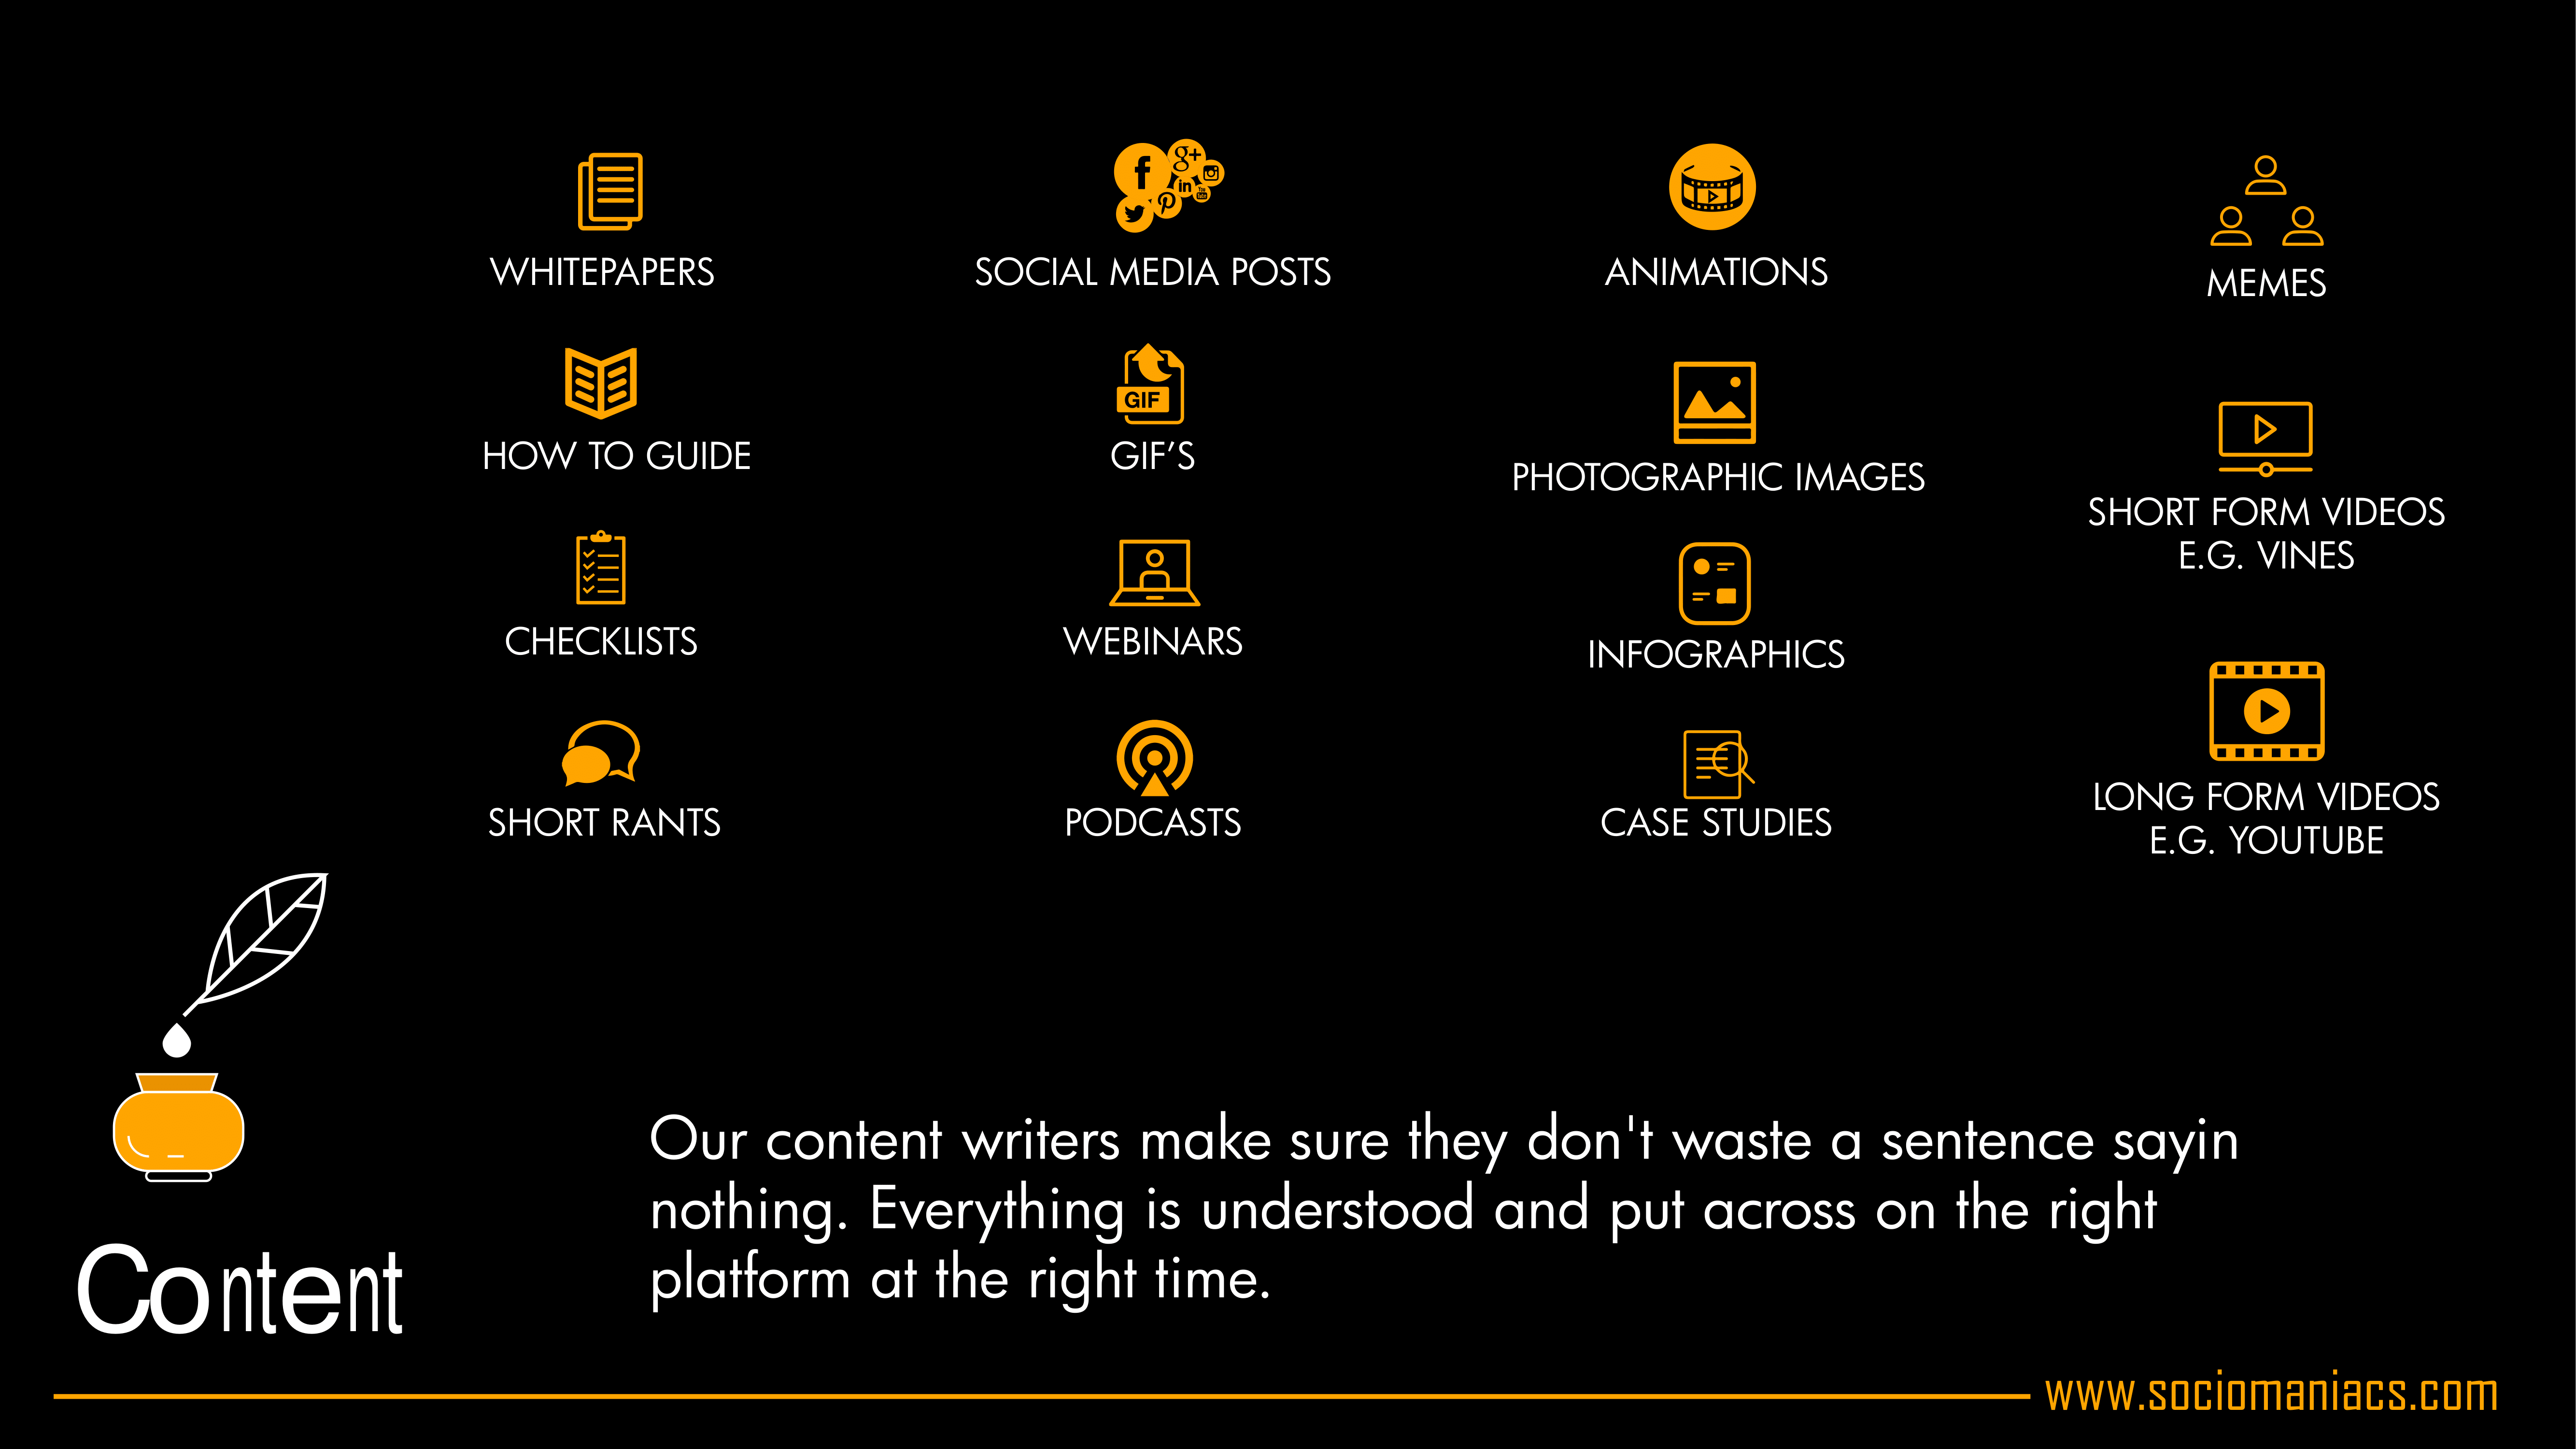 WHITEPAPERS
SOCIAL MEDIA POSTS
ANIMATIONS
MEMES
GIF
HOW TO GUIDE
GIF’S
PHOTOGRAPHIC IMAGES
SHORT FORM VIDEOS
E.G. VINES
CHECKLISTS
WEBINARS
INFOGRAPHICS
SHORT RANTS
PODCASTS
CASE STUDIES
LONG FORM VIDEOS
E.G. YOUTUBE
Our content writers make sure they don't waste a sentence sayin
nothing. Everything is understood and put across on the right
platform at the right time.
Content
www.sociomaniacs.com